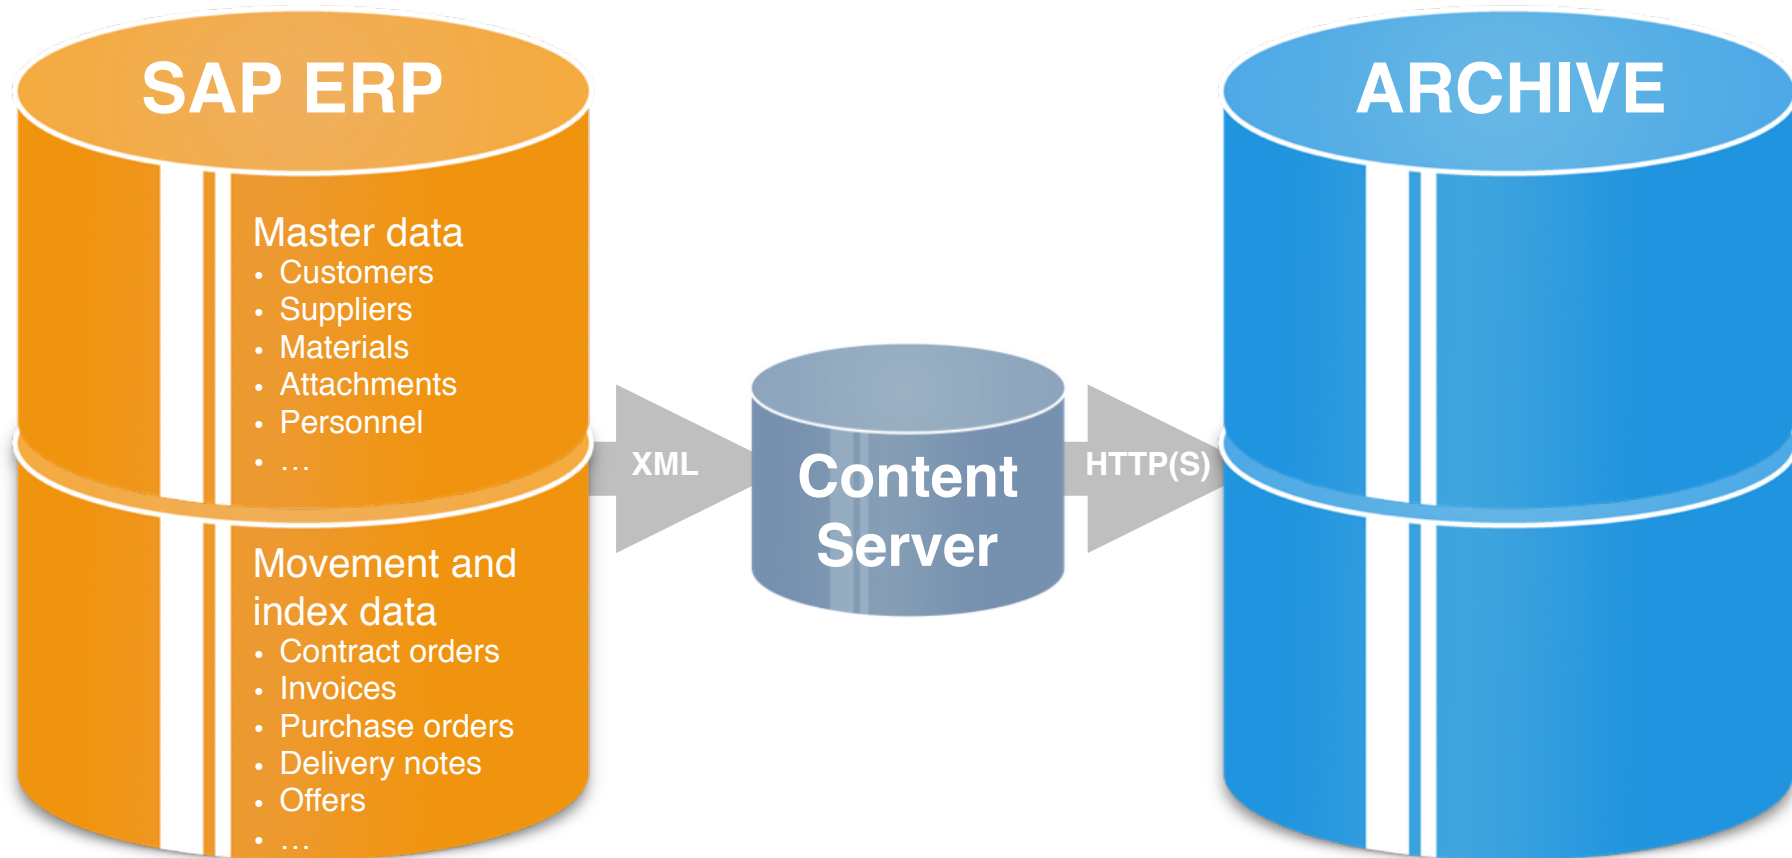 SAP ERP
Master data
• Customers
• Suppliers
• Materials
• Attachments
• Personnel
• …
Movement and
index data
• Contract orders
• Invoices
• Purchase orders
• Delivery notes
• Offers
• …
XML
Content
Server
HTTP(S)
ARCHIVE